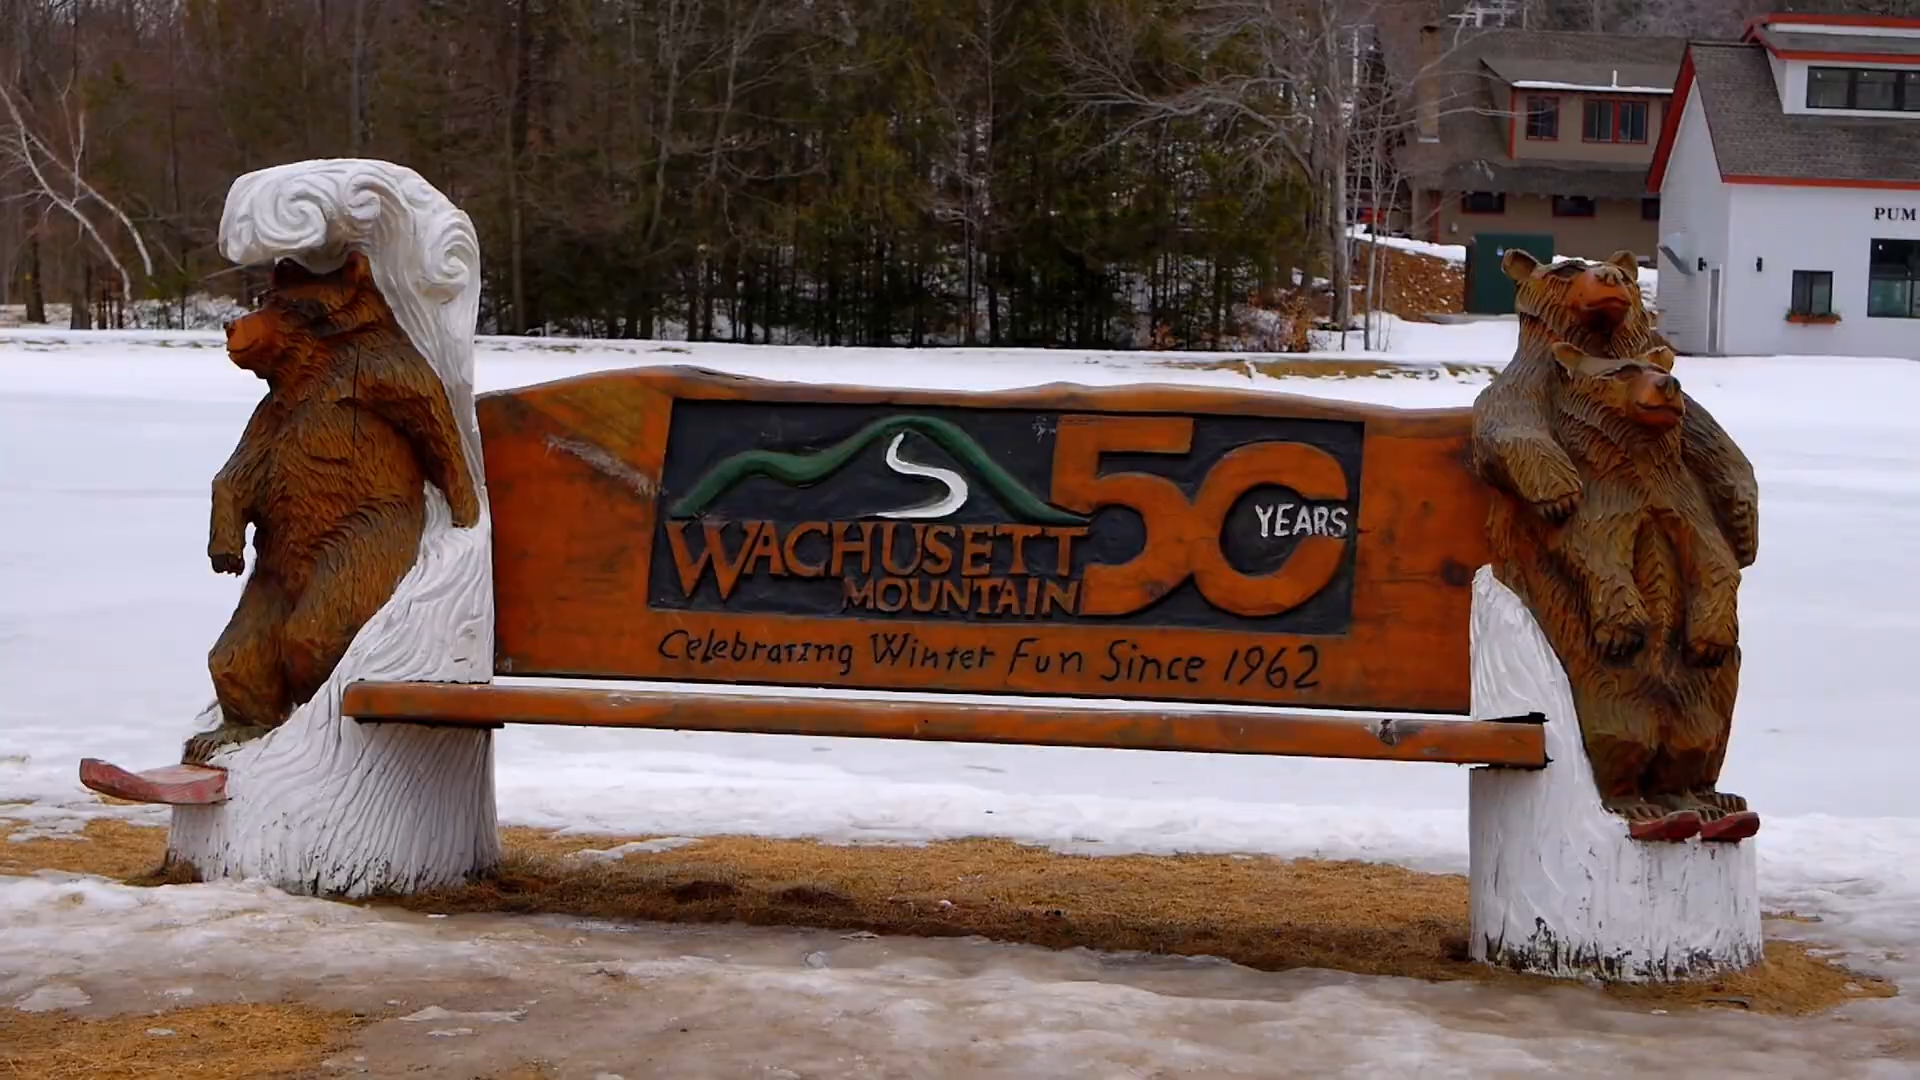 WACHUSETT
MOUNTAIN
50
YEARS
Celebrating Winter Fun Since 1962
PUM